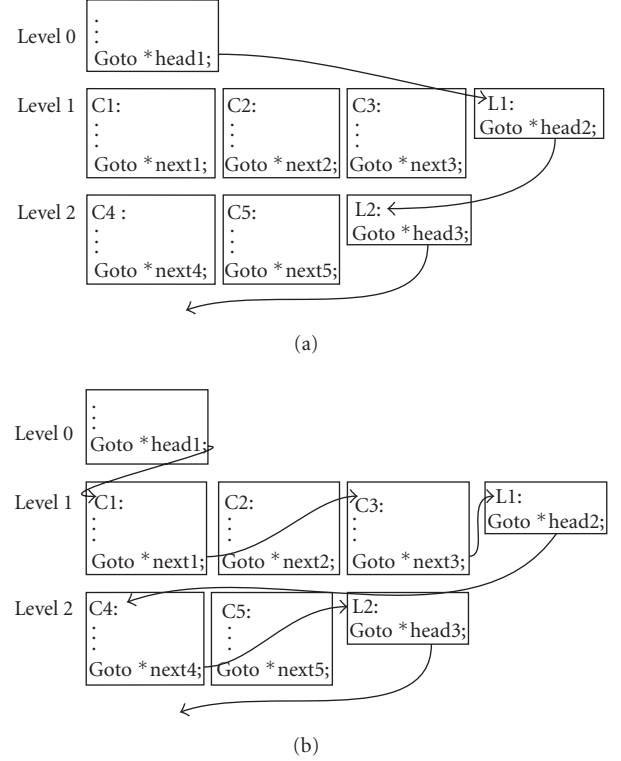 Level 0
.
.
.
Goto *head1;
Level 1
C1:
.
.
.
Goto *next1;
C2:
.
.
.
Goto *next2;
C3:
.
.
.
Goto *next3;
L1:
Goto *head2;
Level 2
C4 :
.
.
.
Goto *next4;
C5:
.
.
.
Goto *next5;
L2:
Goto *head3;
(a)
Level 0
.
.
.
Goto *head1;
Level 1
C1:
.
.
.
Goto *next1;
C2:
.
.
.
Goto *next2;
C3:
.
.
.
Goto *next3;
L1:
Goto *head2;
Level 2
C4:
.
.
.
Goto *next4;
C5:
.
.
.
Goto *next5;
L2:
Goto *head3;
(b)